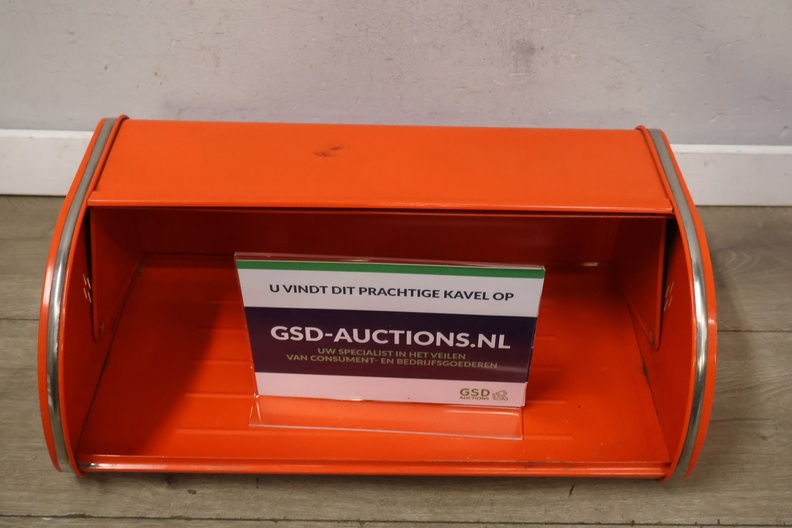 U VINDT DIT PRACHTIGE KAVEL OP
GSD-AUCTIONS.NL
UW SPECIALIST IN HET VEILEN
VAN CONSUMENT- EN BEDRIJFSGOEDEREN
GSD
AUCTIONS